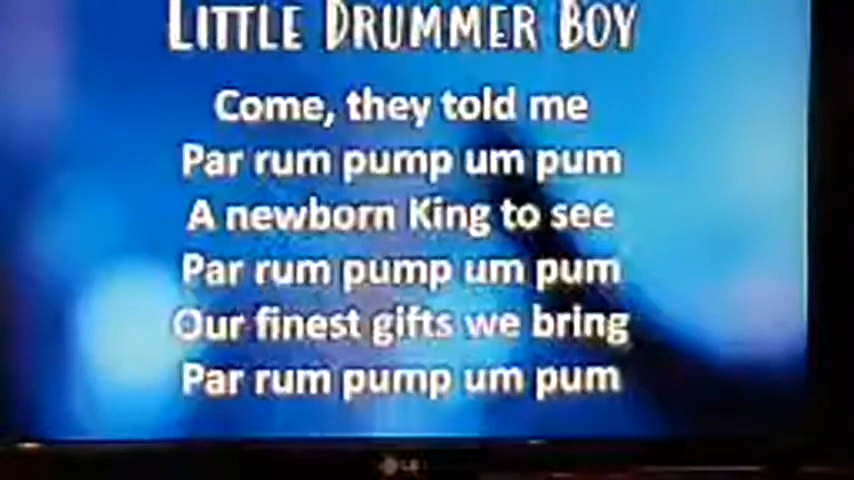 LITTLE DRUMMER BOY
Come, they told me
Par rum pump um pum
A newborn King to see
Par rum pump um pum
Our finest gifts we bring
Par rum pump um pum
LG